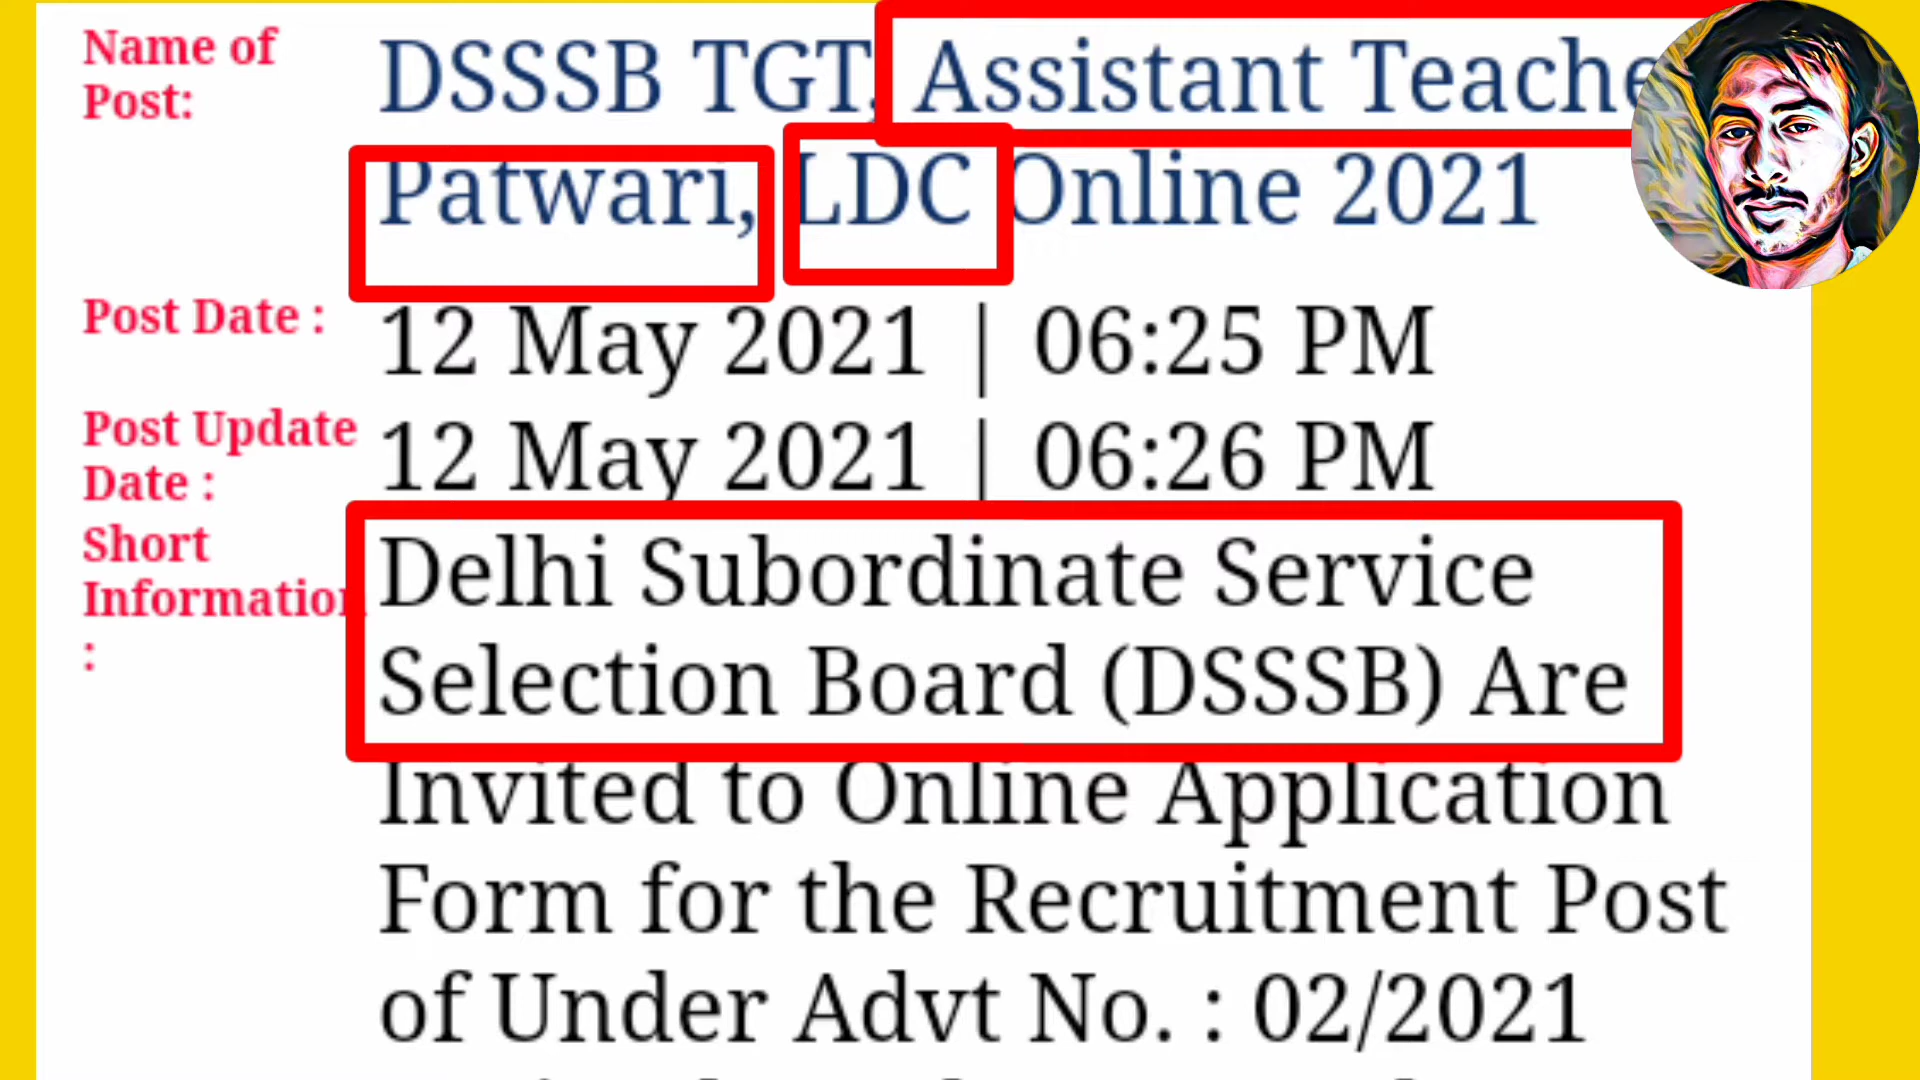 Name of
Post:
DSSSB TGT, Assistant Teache
Patwari, LDC Online 2021
Post Date :
12 May 2021 | 06:25 PM
Post Update
Date :
12 May 2021 | 06:26 PM
Short
Information
:
Delhi Subordinate Service
Selection Board (DSSSB) Are
Invited to Online Application
Form for the Recruitment Post
of Under Advt No. : 02/2021